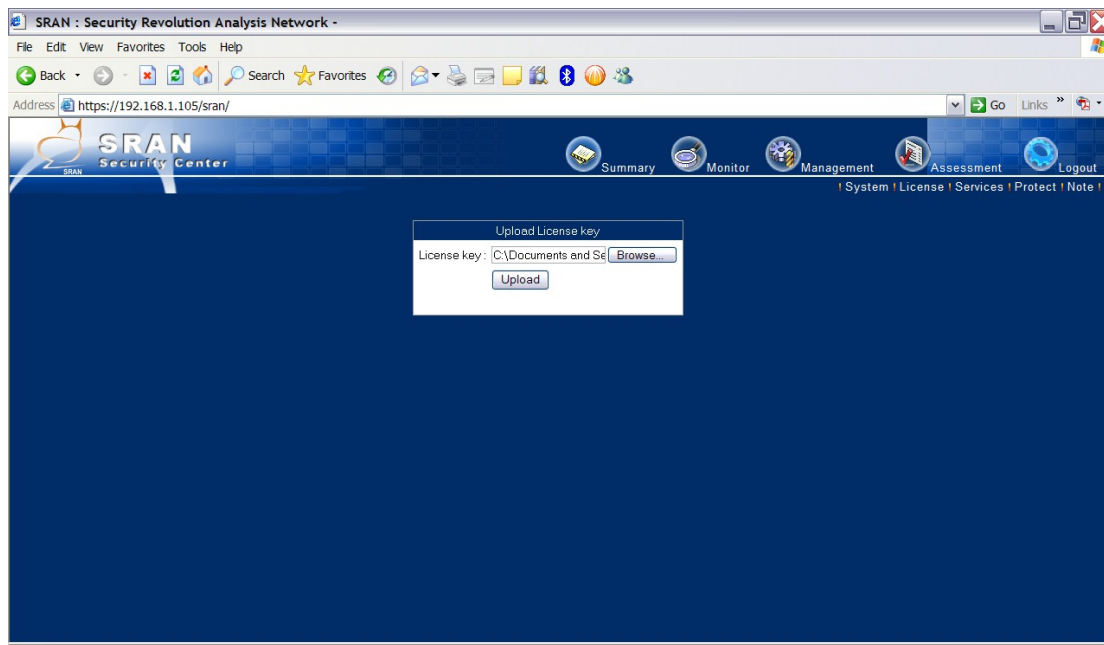 SRAN : Security Revolution Analysis Network -
File Edit View Favorites Tools Help
Back Search Favorites
Address https://192.168.1.105/sran/ Go Links »
SRAN
Security Center
SRAN
Summary Monitor Management Assessment Logout
! System ! License ! Services ! Protect ! Note !
Upload License key
License key : C:\Documents and Se Browse...
Upload